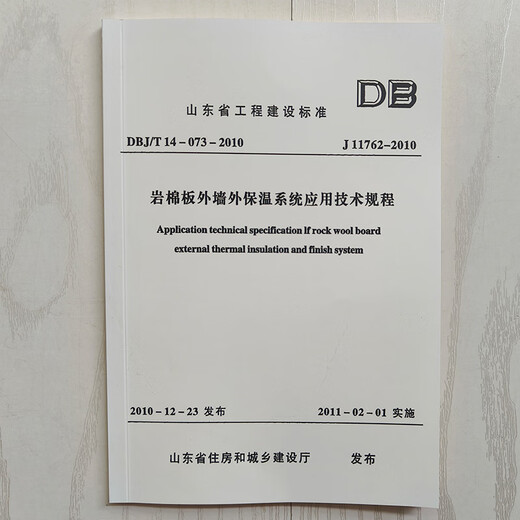 DB
山东省工程建设标准
DBJ/T 14-073-2010 J 11762-2010
岩棉板外墙外保温系统应用技术规程
Application technical specification lf rock wool board
external thermal insulation and finish system
2010-12-23 发布 2011-02-01 实施
山东省住房和城乡建设厅 发布